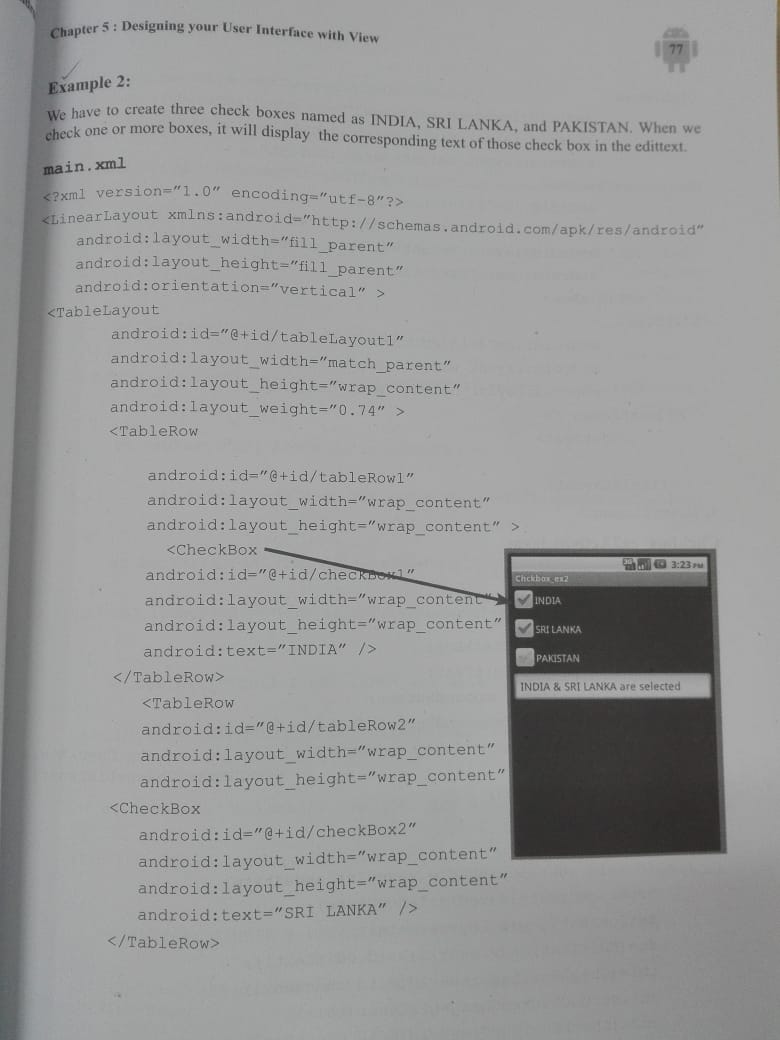 Chapter 5 : Designing your User Interface with View
77
Example 2:
We have to create three check boxes named as INDIA, SRI LANKA, and PAKISTAN. When we
check one or more boxes, it will display the corresponding text of those check box in the edittext.
main.xml
<?xml version="1.0" encoding="utf-8"?>
<LinearLayout xmlns:android="http://schemas.android.com/apk/res/android"
android:layout_width="fill_parent"
android:layout_height="fill_parent"
android:orientation="vertical" >
<TableLayout
android:id="@+id/tableLayout1"
android:layout_width="match_parent"
android:layout_height="wrap_content"
android:layout_weight="0.74" >
<TableRow
android:id="@+id/tableRow1"
android:layout_width="wrap_content"
android:layout_height="wrap_content" >
<CheckBox
android:id="@+id/checkBox1"
android:layout_width="wrap_content"
android:layout_height="wrap_content"
android:text="INDIA" />
</TableRow>
<TableRow
android:id="@+id/tableRow2"
android:layout_width="wrap_content"
android:layout_height="wrap_content"
<CheckBox
android:id="@+id/checkBox2"
android:layout_width="wrap_content"
android:layout_height="wrap_content"
android:text="SRI LANKA" />
</TableRow>
3G 3:23 PM
Chckbox_ex2
INDIA
SRI LANKA
PAKISTAN
INDIA & SRI LANKA are selected